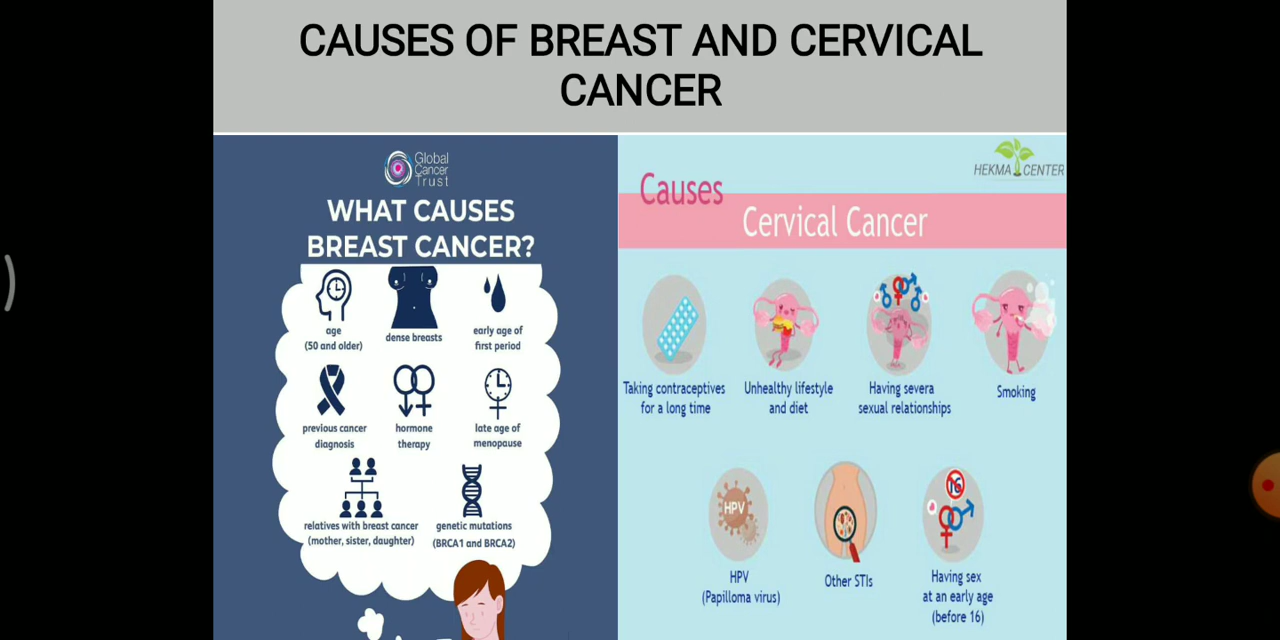 CAUSES OF BREAST AND CERVICAL
CANCER
Global
Cancer
Trust
WHAT CAUSES
BREAST CANCER?
age
(50 and older)
dense breasts
early age of
first period
previous cancer
diagnosis
hormone
therapy
late age of
menopause
relatives with breast cancer
(mother, sister, daughter)
genetic mutations
(BRCA1 and BRCA2)
HEKMA CENTER
Causes
Cervical Cancer
Taking contraceptives
for a long time
Unhealthy lifestyle
and diet
Having severa
sexual relationships
Smoking
HPV
HPV
(Papilloma virus)
Other STIs
16
Having sex
at an early age
(before 16)